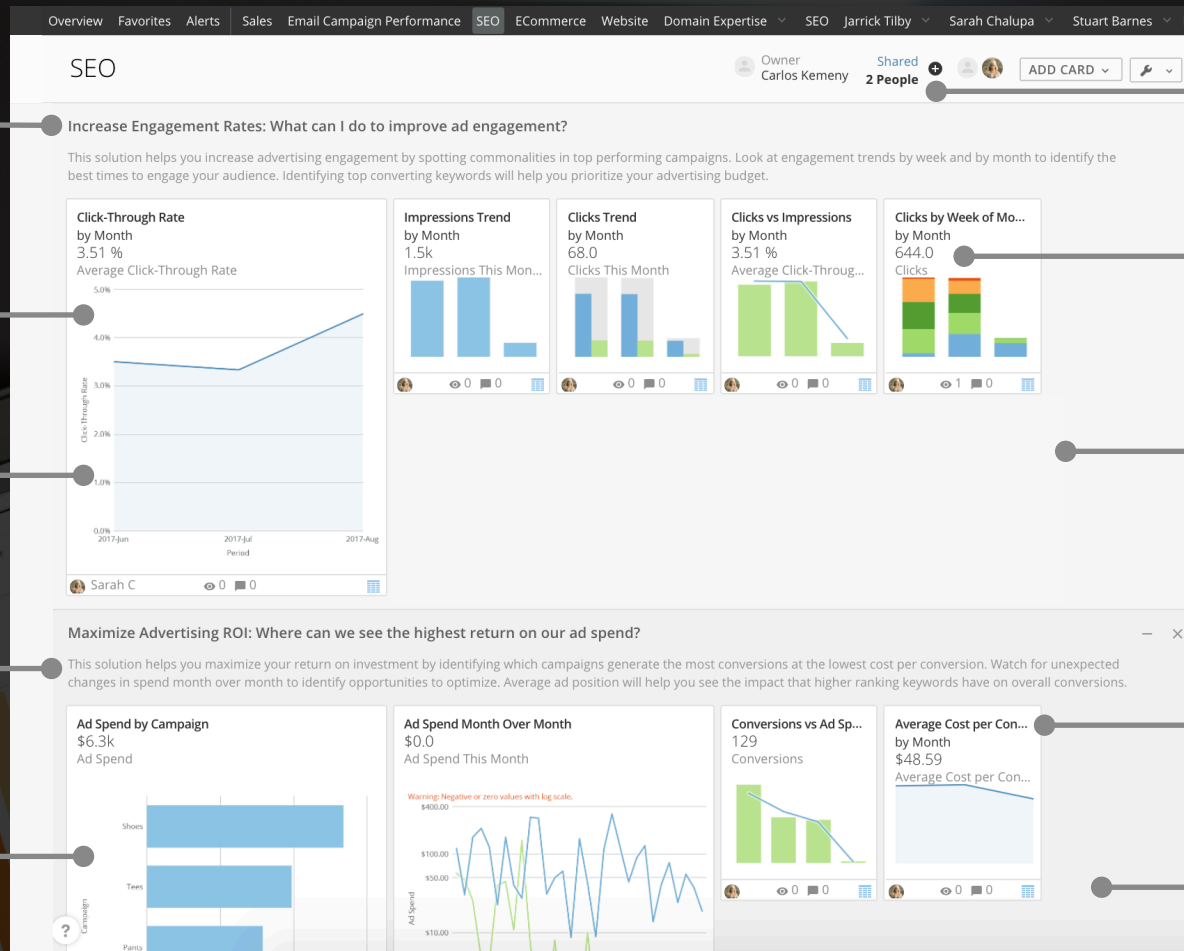 Overview Favorites Alerts Sales Email Campaign Performance SEO ECommerce Website Domain Expertise SEO Jarrick Tilby Sarah Chalupa Stuart Barnes
SEO
Owner
Carlos Kemeny
Shared
2 People
ADD CARD
Increase Engagement Rates: What can I do to improve ad engagement?
This solution helps you increase advertising engagement by spotting commonalities in top performing campaigns. Look at engagement trends by week and by month to identify the
best times to engage your audience. Identifying top converting keywords will help you prioritize your advertising budget.
Click-Through Rate
by Month
3.51 %
Average Click-Through Rate
5.0%
4.0%
3.0%
2.0%
1.0%
0.0%
Click-Through Rate
2017-Jun 2017-Jul 2017-Aug
Period
Sarah C 0 0
Impressions Trend
by Month
1.5k
Impressions This Mon...
0 0
Clicks Trend
by Month
68.0
Clicks This Month
0 0
Clicks vs Impressions
by Month
3.51 %
Average Click-Throug...
0 0
Clicks by Week of Mo...
by Month
644.0
Clicks
1 0
Maximize Advertising ROI: Where can we see the highest return on our ad spend?
This solution helps you maximize your return on investment by identifying which campaigns generate the most conversions at the lowest cost per conversion. Watch for unexpected
changes in spend month over month to identify opportunities to optimize. Average ad position will help you see the impact that higher ranking keywords have on overall conversions.
Ad Spend by Campaign
$6.3k
Ad Spend
Shoes
Tees
Pants
Campaign
Ad Spend Month Over Month
$0.0
Ad Spend This Month
Warning: Negative or zero values with log scale.
$400.00
$100.00
$50.00
$10.00
Ad Spend
Conversions vs Ad Sp...
129
Conversions
0 0
Average Cost per Con...
by Month
$48.59
Average Cost per Con...
0 0
?